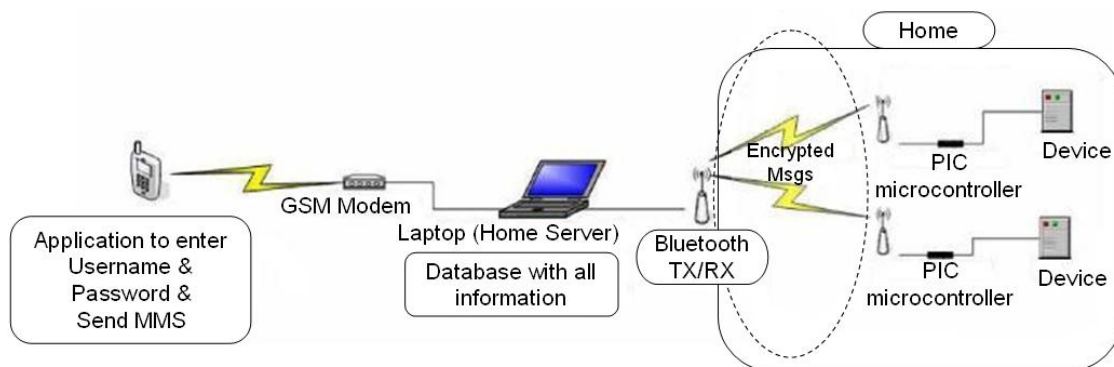 Home
Encrypted
Msgs
PIC
microcontroller
Device
GSM Modem
Laptop (Home Server)
Bluetooth
TX/RX
PIC
microcontroller
Device
Application to enter
Username &
Password &
Send MMS
Database with all
information